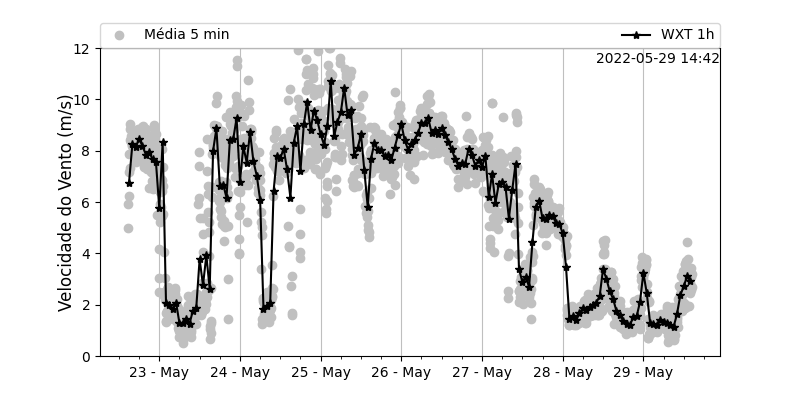 Média 5 min
WXT 1h
2022-05-29 14:42
Velocidade do Vento (m/s)
12
10
8
6
4
2
0
23 - May
24 - May
25 - May
26 - May
27 - May
28 - May
29 - May